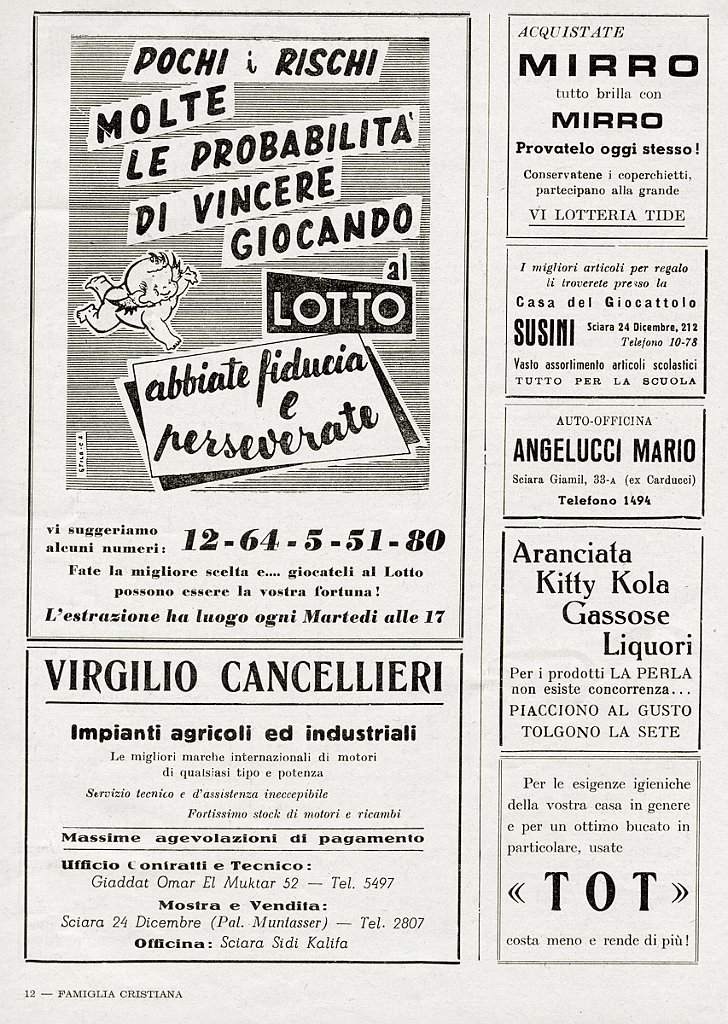 POCHI i RISCHI
MOLTE
LE PROBABILITA'
DI VINCERE
GIOCANDO
al
LOTTO
abbiate fiducia
e
perseverate
vi suggeriamo
alcuni numeri: 12-64-5-51-80
Fate la migliore scelta e.... giocateli al Lotto
possono essere la vostra fortuna!
L'estrazione ha luogo ogni Martedì alle 17
VIRGILIO CANCELLIERI
Impianti agricoli ed industriali
Le migliori marche internazionali di motori
di qualsiasi tipo e potenza
Servizio tecnico e d'assistenza ineccepibile
Fortissimo stock di motori e ricambi
Massime agevolazioni di pagamento
Ufficio Contratti e Tecnico:
Giaddat Omar El Muktar 52 — Tel. 5497
Mostra e Vendita:
Sciara 24 Dicembre (Pal. Muntasser) — Tel. 2807
Officina: Sciara Sidi Kalifa
ACQUISTATE
MIRRO
tutto brilla con
MIRRO
Provatelo oggi stesso!
Conservatene i coperchietti,
partecipano alla grande
VI LOTTERIA TIDE
I migliori articoli per regalo
li troverete presso la
Casa del Giocattolo
SUSINI Sciara 24 Dicembre, 212
Telefono 10-78
Vasto assortimento articoli scolastici
TUTTO PER LA SCUOLA
AUTO-OFFICINA
ANGELUCCI MARIO
Sciara Giamil, 33-A (ex Carducci)
Telefono 1494
Aranciata
Kitty Kola
Gassose
Liquori
Per i prodotti LA PERLA
non esiste concorrenza...
PIACCIONO AL GUSTO
TOLGONO LA SETE
Per le esigenze igieniche
della vostra casa in genere
e per un ottimo bucato in
particolare, usate
« TOT »
costa meno e rende di più!
12 — FAMIGLIA CRISTIANA